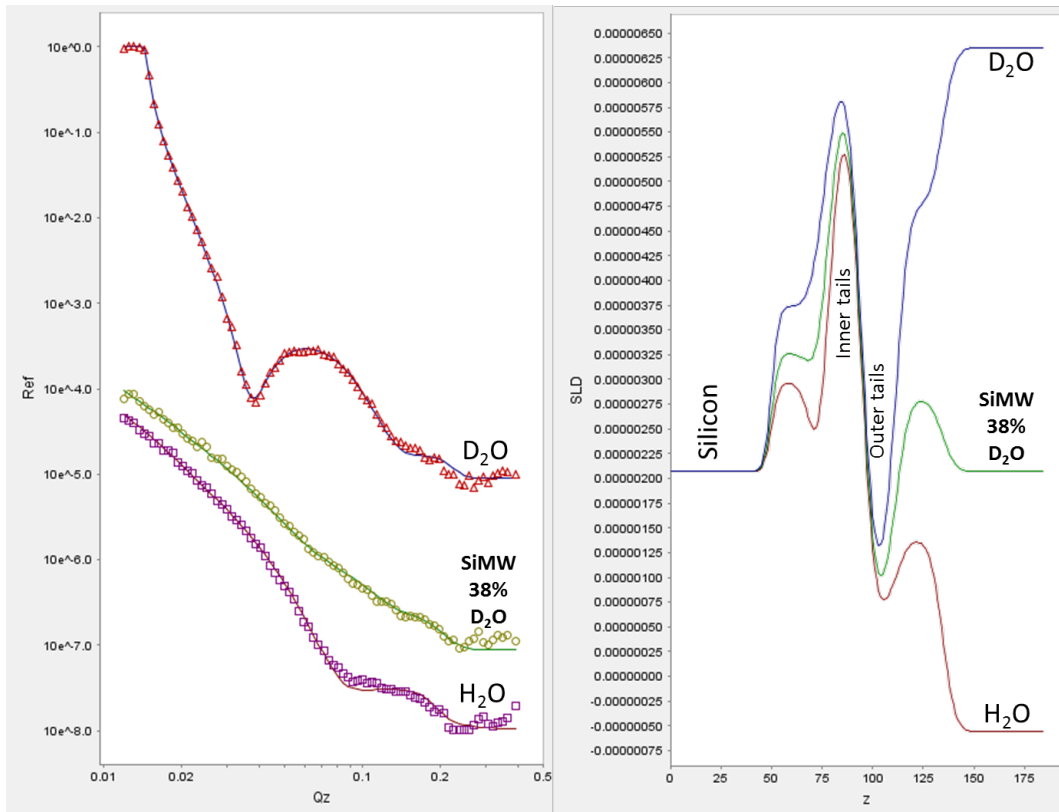 10e^0.0
10e^-1.0
10e^-2.0
10e^-3.0
10e^-4.0
10e^-5.0
10e^-6.0
10e^-7.0
10e^-8.0
Ref
D₂O
SiMW
38%
D₂O
H₂O
0.01
0.02
0.1
0.2
0.5
Qz
0.00000650
0.00000625
0.00000600
0.00000575
0.00000550
0.00000525
0.00000500
0.00000475
0.00000450
0.00000425
0.00000400
0.00000375
0.00000350
0.00000325
0.00000300
0.00000275
0.00000250
0.00000225
0.00000200
0.00000175
0.00000150
0.00000125
0.00000100
0.00000075
0.00000050
0.00000025
0.00000000
-0.00000025
-0.00000050
-0.00000075
SLD
Silicon
Inner tails
Outer tails
D₂O
SiMW
38%
D₂O
H₂O
0
25
50
75
100
125
150
175
z